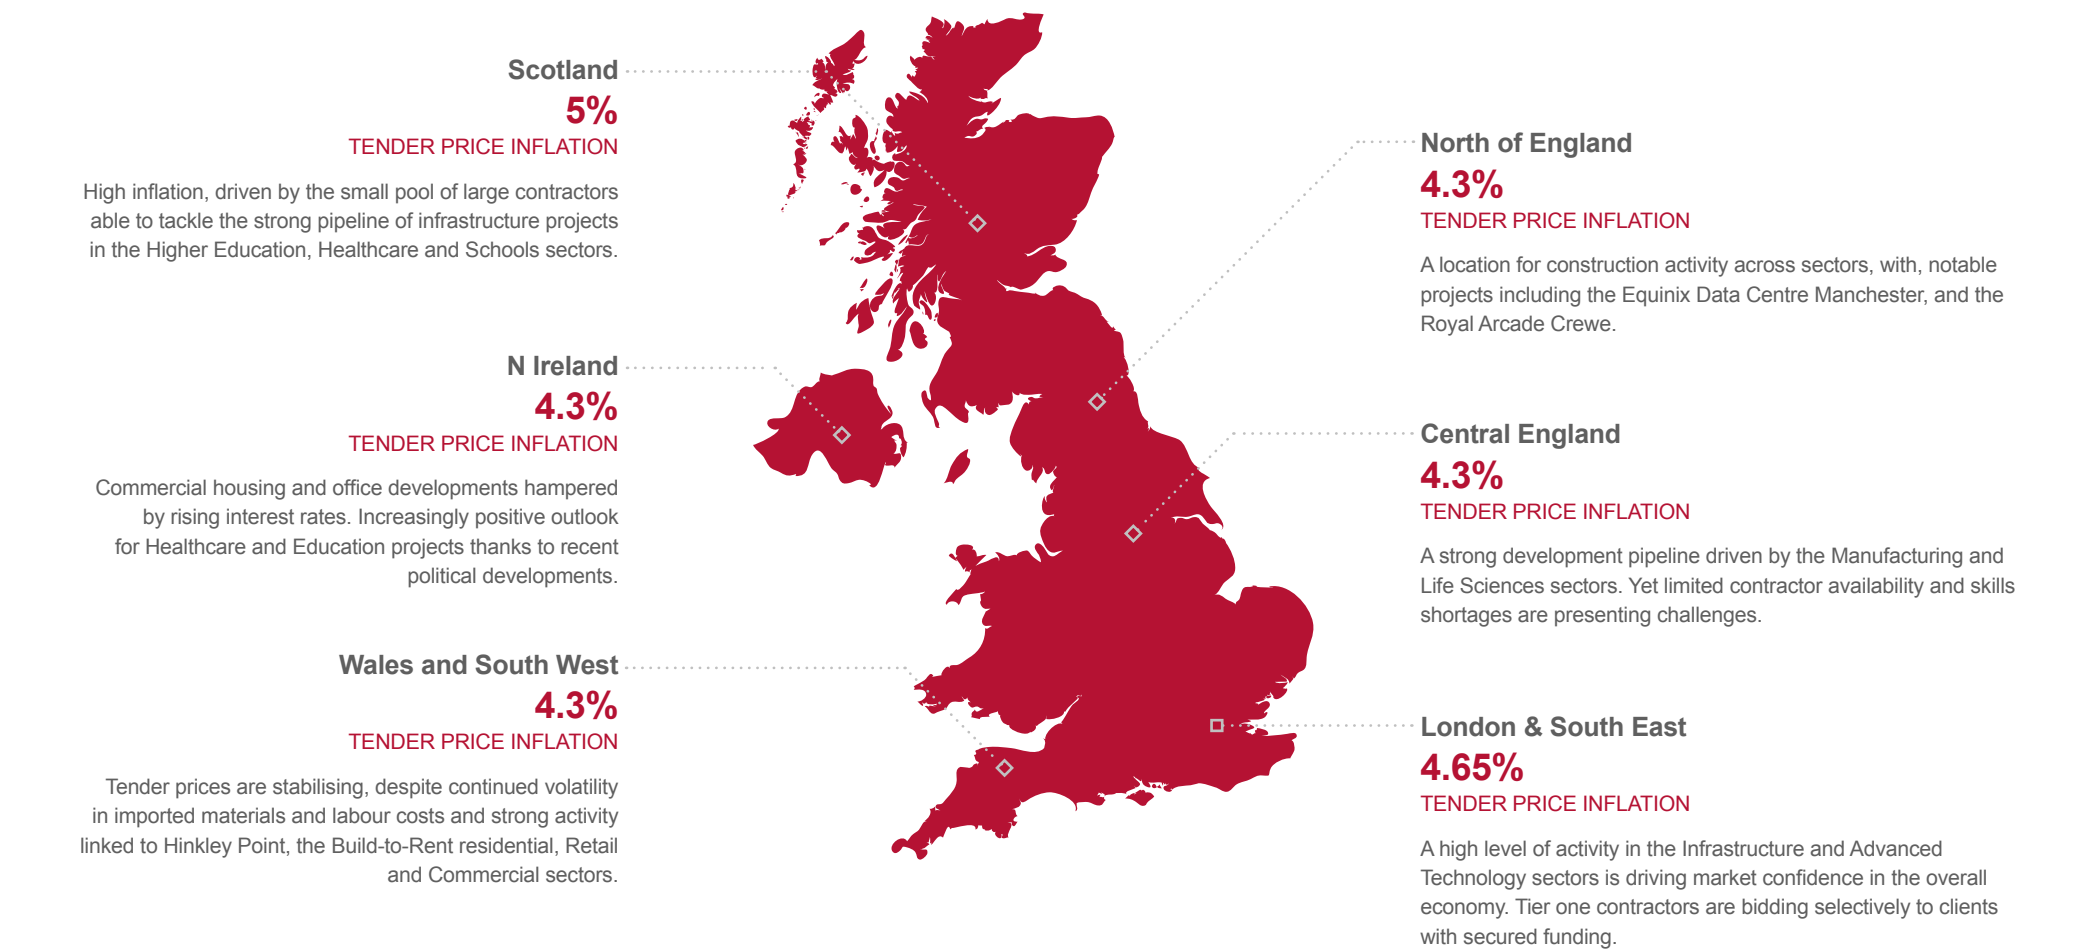 Scotland
5%
TENDER PRICE INFLATION
High inflation, driven by the small pool of large contractors
able to tackle the strong pipeline of infrastructure projects
in the Higher Education, Healthcare and Schools sectors.
N Ireland
4.3%
TENDER PRICE INFLATION
Commercial housing and office developments hampered
by rising interest rates. Increasingly positive outlook
for Healthcare and Education projects thanks to recent
political developments.
Wales and South West
4.3%
TENDER PRICE INFLATION
Tender prices are stabilising, despite continued volatility
in imported materials and labour costs and strong activity
linked to Hinkley Point, the Build-to-Rent residential, Retail
and Commercial sectors.
North of England
4.3%
TENDER PRICE INFLATION
A location for construction activity across sectors, with, notable
projects including the Equinix Data Centre Manchester, and the
Royal Arcade Crewe.
Central England
4.3%
TENDER PRICE INFLATION
A strong development pipeline driven by the Manufacturing and
Life Sciences sectors. Yet limited contractor availability and skills
shortages are presenting challenges.
London & South East
4.65%
TENDER PRICE INFLATION
A high level of activity in the Infrastructure and Advanced
Technology sectors is driving market confidence in the overall
economy. Tier one contractors are bidding selectively to clients
with secured funding.